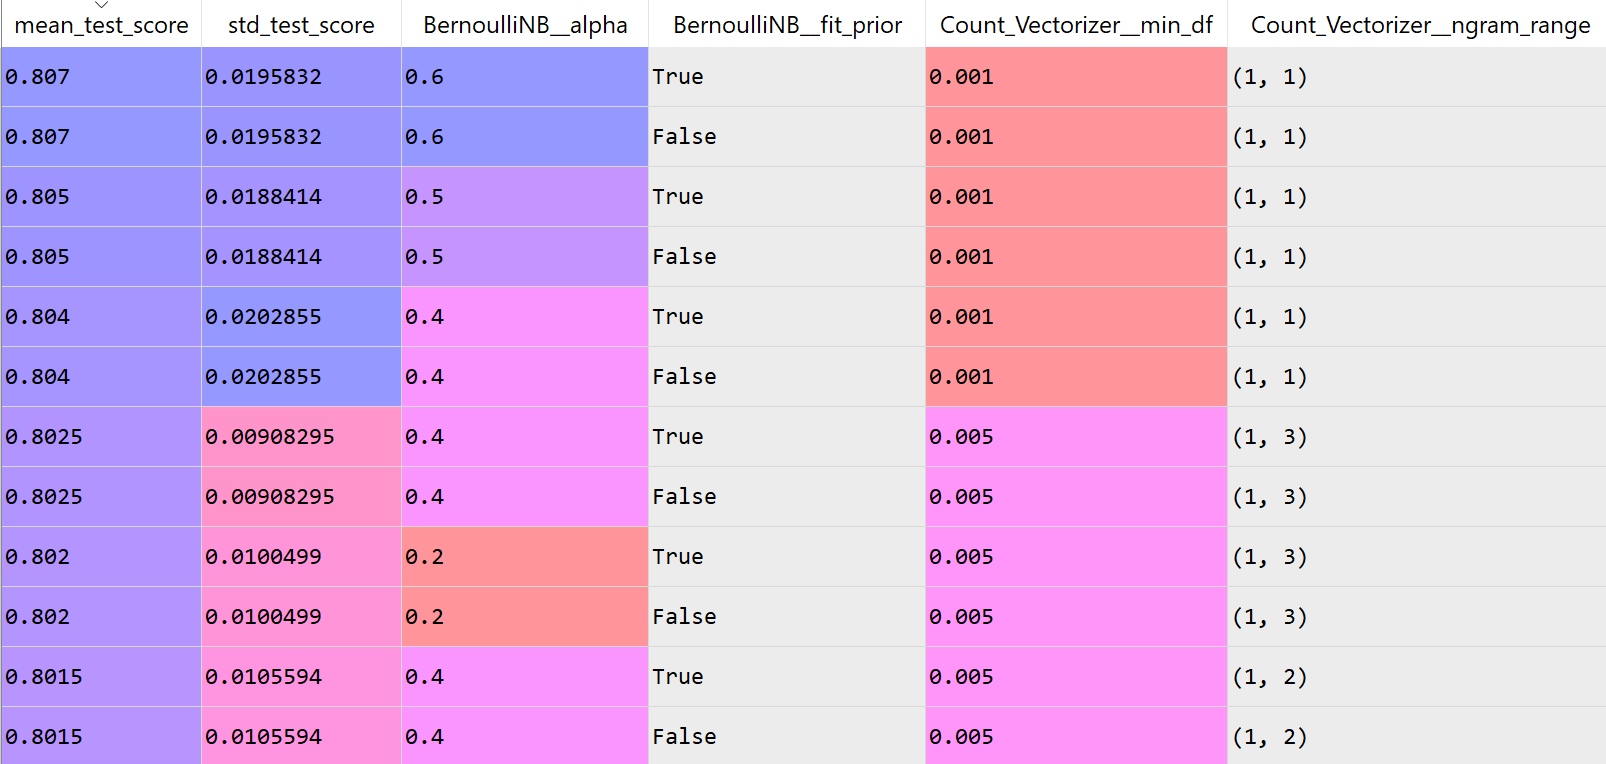 mean_test_score std_test_score BernoulliNB__alpha BernoulliNB__fit_prior Count_Vectorizer__min_df Count_Vectorizer__ngram_range
0.807 0.0195832 0.6 True 0.001 (1, 1)
0.807 0.0195832 0.6 False 0.001 (1, 1)
0.805 0.0188414 0.5 True 0.001 (1, 1)
0.805 0.0188414 0.5 False 0.001 (1, 1)
0.804 0.0202855 0.4 True 0.001 (1, 1)
0.804 0.0202855 0.4 False 0.001 (1, 1)
0.8025 0.00908295 0.4 True 0.005 (1, 3)
0.8025 0.00908295 0.4 False 0.005 (1, 3)
0.802 0.0100499 0.2 True 0.005 (1, 3)
0.802 0.0100499 0.2 False 0.005 (1, 3)
0.8015 0.0105594 0.4 True 0.005 (1, 2)
0.8015 0.0105594 0.4 False 0.005 (1, 2)